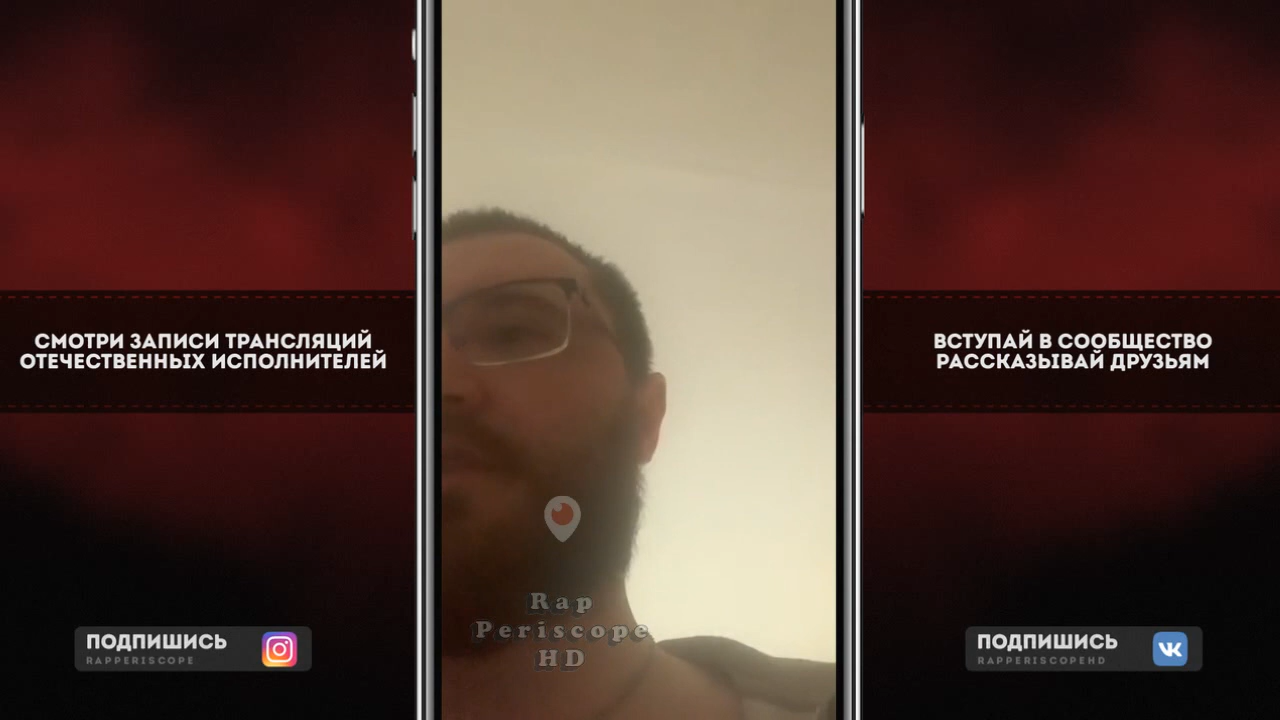 СМОТРИ ЗАПИСИ ТРАНСЛЯЦИЙ
ОТЕЧЕСТВЕННЫХ ИСПОЛНИТЕЛЕЙ
ПОДПИШИСЬ
RAPPERISCOPE
Rap
Periscope
HD
ВСТУПАЙ В СООБЩЕСТВО
РАССКАЗЫВАЙ ДРУЗЬЯМ
ПОДПИШИСЬ
RAPPERISCOPEHD